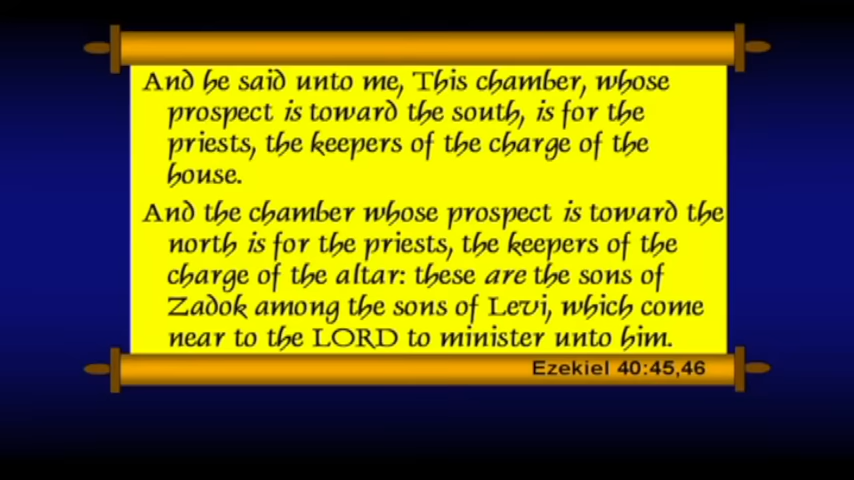 And he said unto me, This chamber, whose
prospect is toward the south, is for the
priests, the keepers of the charge of the
house.
And the chamber whose prospect is toward the
north is for the priests, the keepers of the
charge of the altar: these are the sons of
Zadok among the sons of Levi, which come
near to the LORD to minister unto him.
Ezekiel 40:45,46